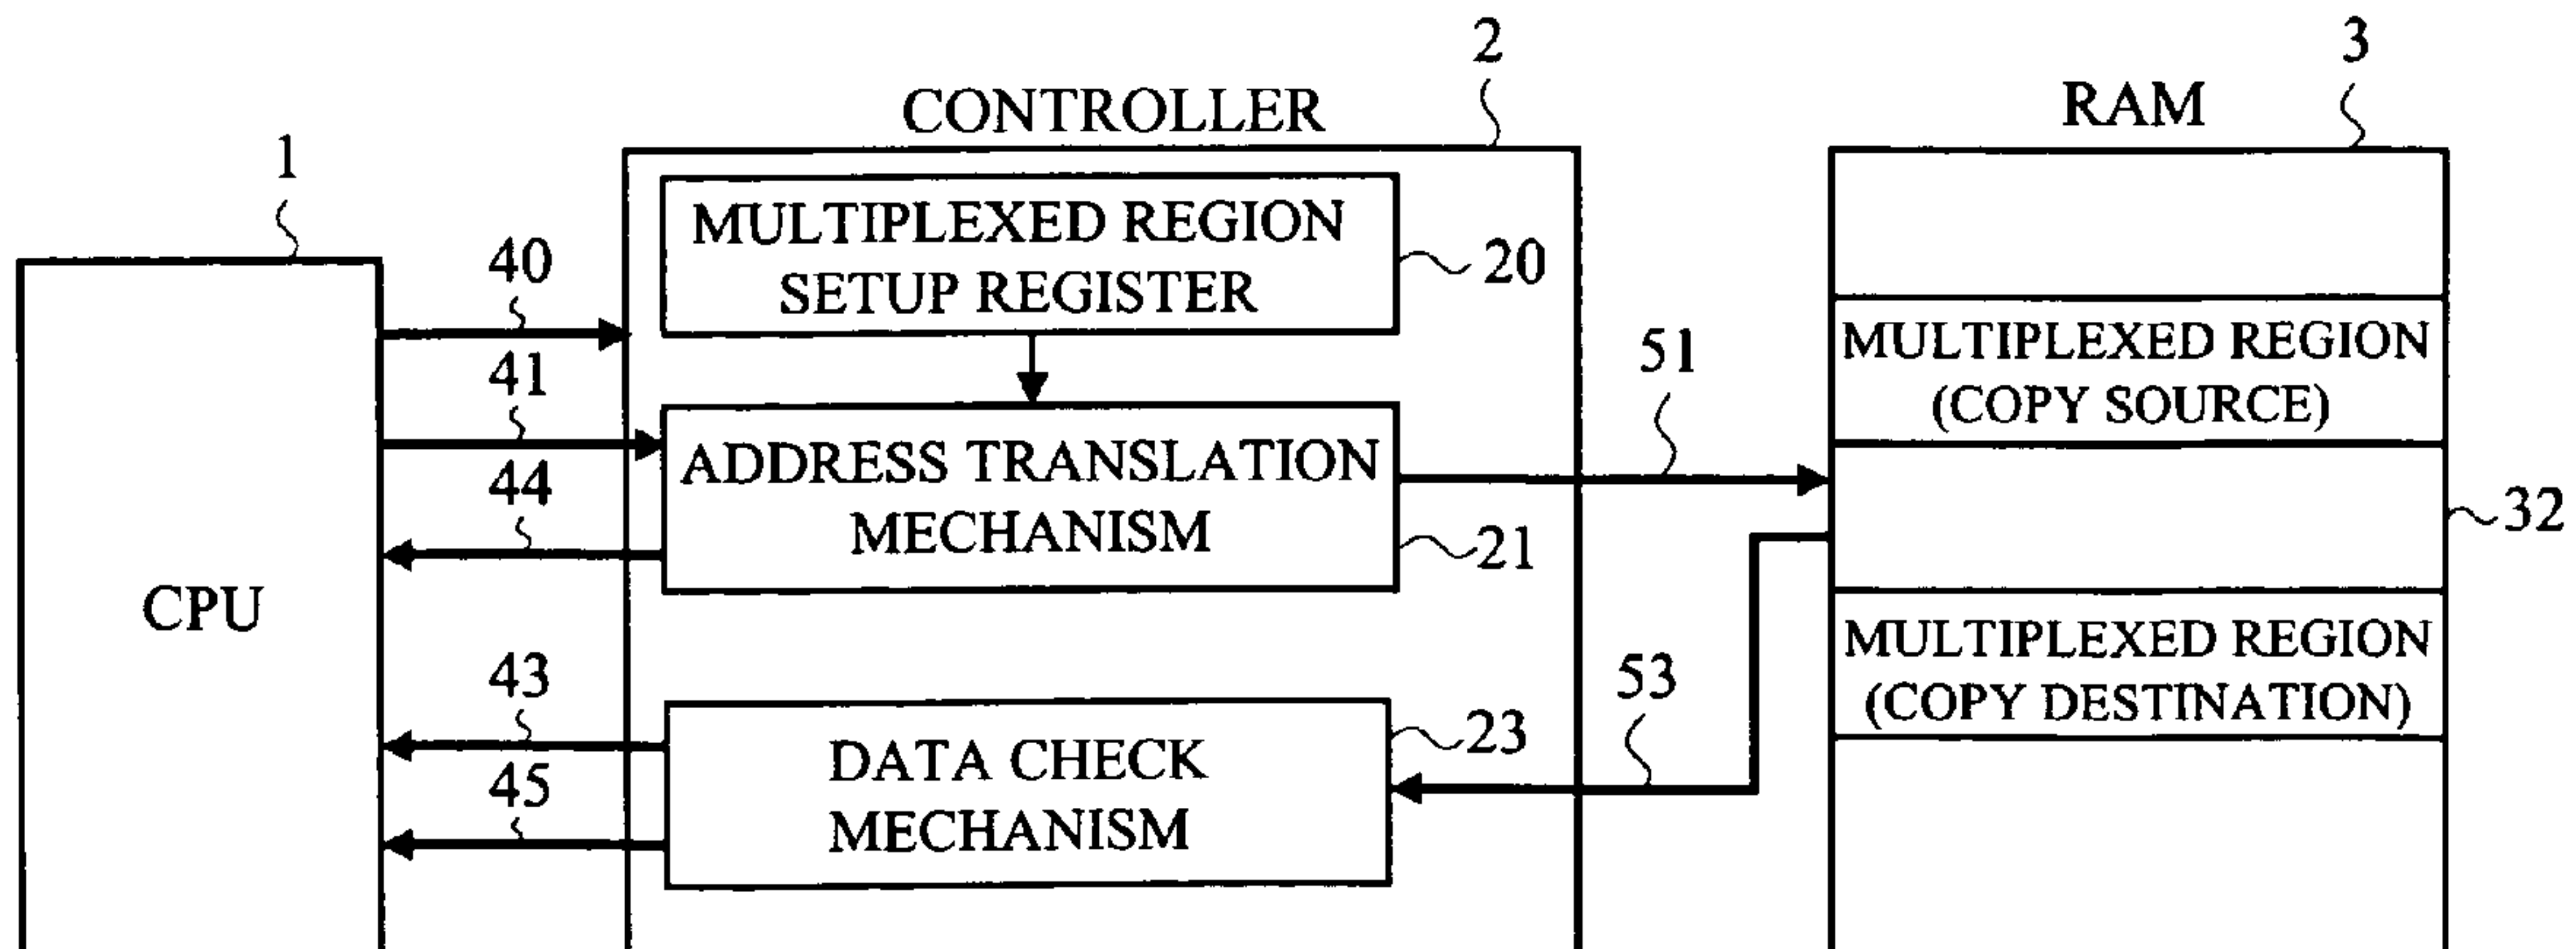 2
3
CONTROLLER
RAM
1
MULTIPLEXED REGION
SETUP REGISTER
20
40
MULTIPLEXED REGION
(COPY SOURCE)
51
41
ADDRESS TRANSLATION
MECHANISM
21
44
32
CPU
MULTIPLEXED REGION
(COPY DESTINATION)
43
53
DATA CHECK
MECHANISM
23
45